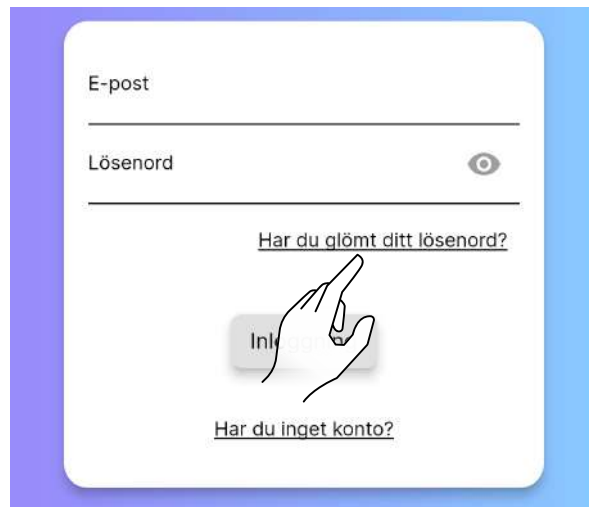 E-post
Lösenord
Har du glömt ditt lösenord?
Har du inget konto?